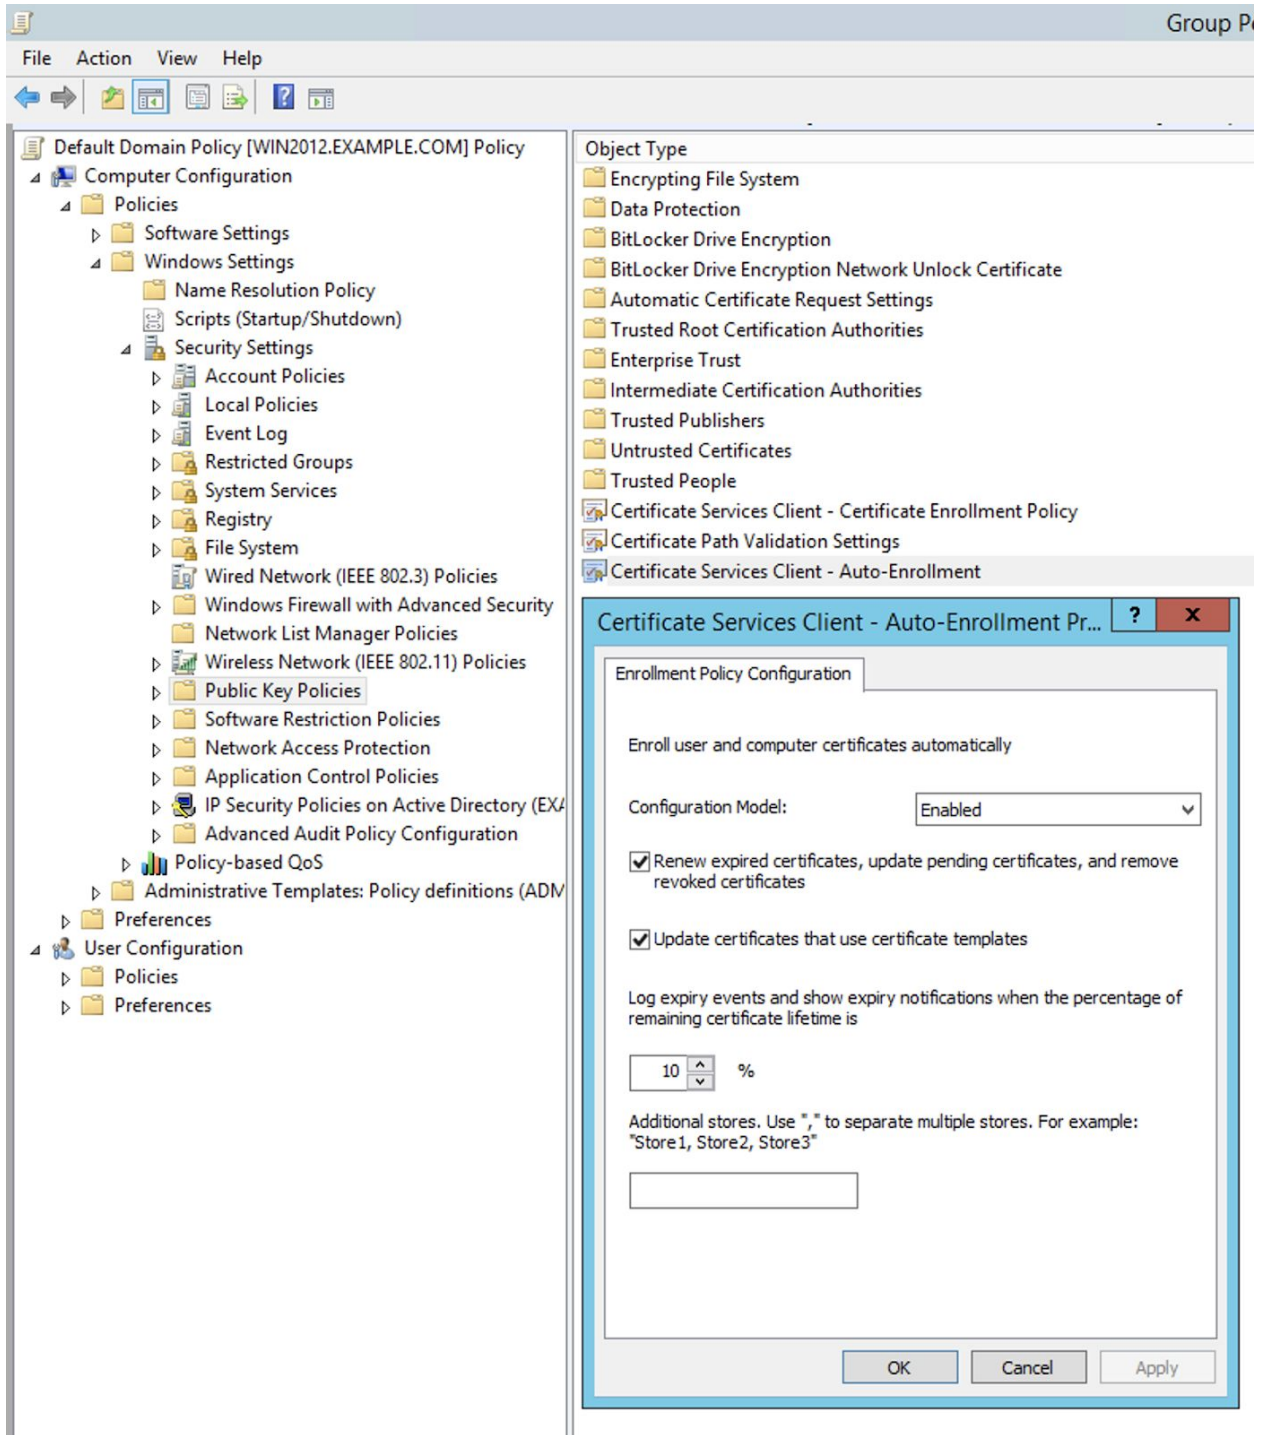 Group Po
File Action View Help
Default Domain Policy [WIN2012.EXAMPLE.COM] Policy
Computer Configuration
Policies
Software Settings
Windows Settings
Name Resolution Policy
Scripts (Startup/Shutdown)
Security Settings
Account Policies
Local Policies
Event Log
Restricted Groups
System Services
Registry
File System
Wired Network (IEEE 802.3) Policies
Windows Firewall with Advanced Security
Network List Manager Policies
Wireless Network (IEEE 802.11) Policies
Public Key Policies
Software Restriction Policies
Network Access Protection
Application Control Policies
IP Security Policies on Active Directory (EXA
Advanced Audit Policy Configuration
Policy-based QoS
Administrative Templates: Policy definitions (ADM
Preferences
User Configuration
Policies
Preferences
Object Type
Encrypting File System
Data Protection
BitLocker Drive Encryption
BitLocker Drive Encryption Network Unlock Certificate
Automatic Certificate Request Settings
Trusted Root Certification Authorities
Enterprise Trust
Intermediate Certification Authorities
Trusted Publishers
Untrusted Certificates
Trusted People
Certificate Services Client - Certificate Enrollment Policy
Certificate Path Validation Settings
Certificate Services Client - Auto-Enrollment
Certificate Services Client - Auto-Enrollment Pr... ? x
Enrollment Policy Configuration
Enroll user and computer certificates automatically
Configuration Model: Enabled
Renew expired certificates, update pending certificates, and remove
revoked certificates
Update certificates that use certificate templates
Log expiry events and show expiry notifications when the percentage of
remaining certificate lifetime is
10 %
Additional stores. Use "," to separate multiple stores. For example:
"Store1, Store2, Store3"
OK Cancel Apply